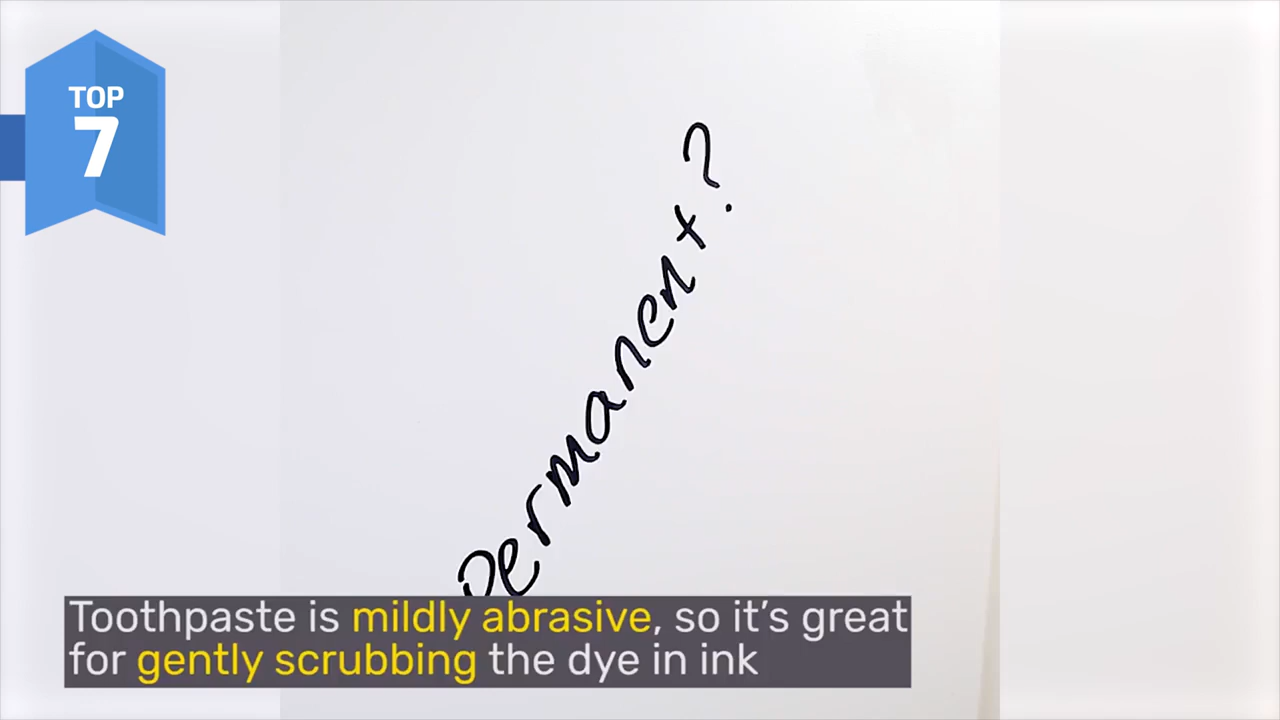 TOP
7
Permanent?
Toothpaste is mildly abrasive, so it’s great
for gently scrubbing the dye in ink